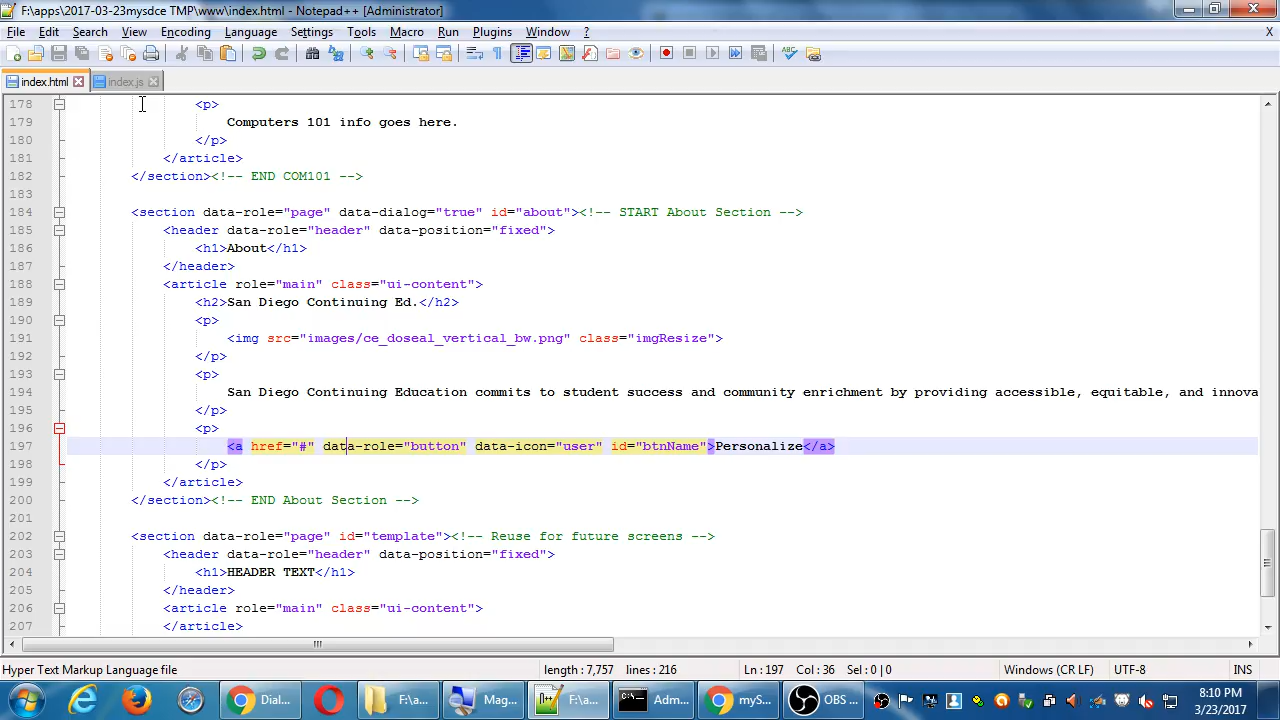 F:\apps\2017-03-23mysdce TMP\www\index.html - Notepad++ [Administrator]
File Edit Search View Encoding Language Settings Tools Macro Run Plugins Window ? X
index.html index.js
178 <p>
179 Computers 101 info goes here.
180 </p>
181 </article>
182 </section><!-- END COM101 -->
183
184 <section data-role="page" data-dialog="true" id="about"><!-- START About Section -->
185 <header data-role="header" data-position="fixed">
186 <h1>About</h1>
187 </header>
188 <article role="main" class="ui-content">
189 <h2>San Diego Continuing Ed.</h2>
190 <p>
191 <img src="images/ce_doseal_vertical_bw.png" class="imgResize">
192 </p>
193 <p>
194 San Diego Continuing Education commits to student success and community enrichment by providing accessible, equitable, and innova
195 </p>
196 <p>
197 <a href="#" data-role="button" data-icon="user" id="btnName">Personalize</a>
198 </p>
199 </article>
200 </section><!-- END About Section -->
201
202 <section data-role="page" id="template"><!-- Reuse for future screens -->
203 <header data-role="header" data-position="fixed">
204 <h1>HEADER TEXT</h1>
205 </header>
206 <article role="main" class="ui-content">
207 </article>
Hyper Text Markup Language file length : 7,757 lines : 216 Ln : 197 Col : 36 Sel : 0 | 0 Windows (CR LF) UTF-8 INS
Dial... F:\a... Mag... F:\a... Adm... myS... OBS ... 8:10 PM
3/23/2017